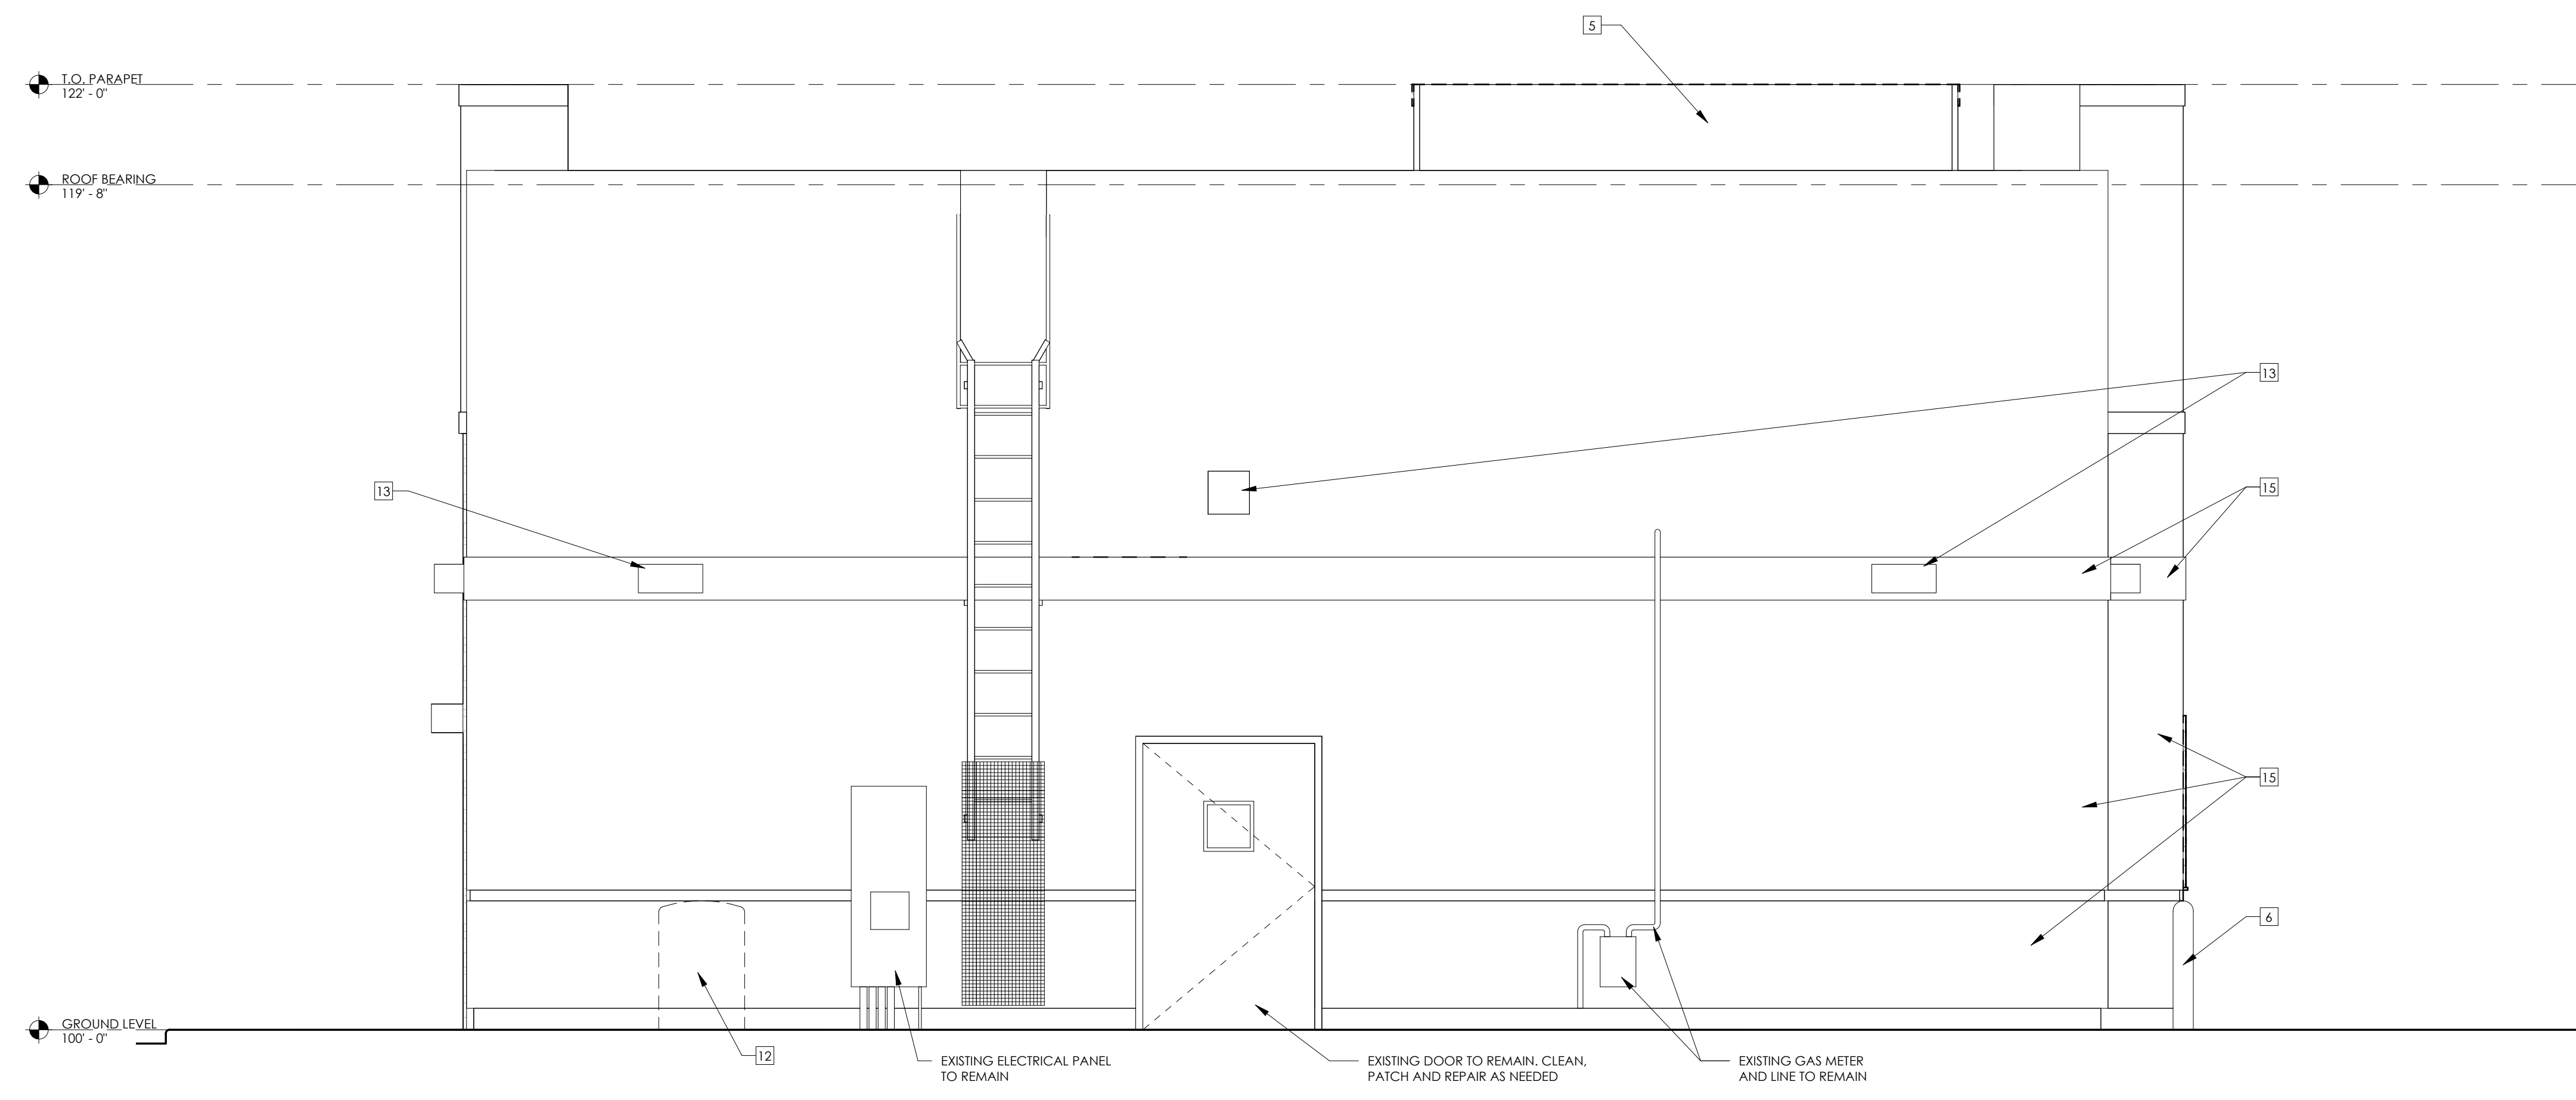 5
T.O. PARAPET
122' - 0"
ROOF BEARING
119' - 8"
13
13
15
15
6
GROUND LEVEL
100' - 0"
12
EXISTING ELECTRICAL PANEL
TO REMAIN
EXISTING DOOR TO REMAIN. CLEAN,
PATCH AND REPAIR AS NEEDED
EXISTING GAS METER
AND LINE TO REMAIN